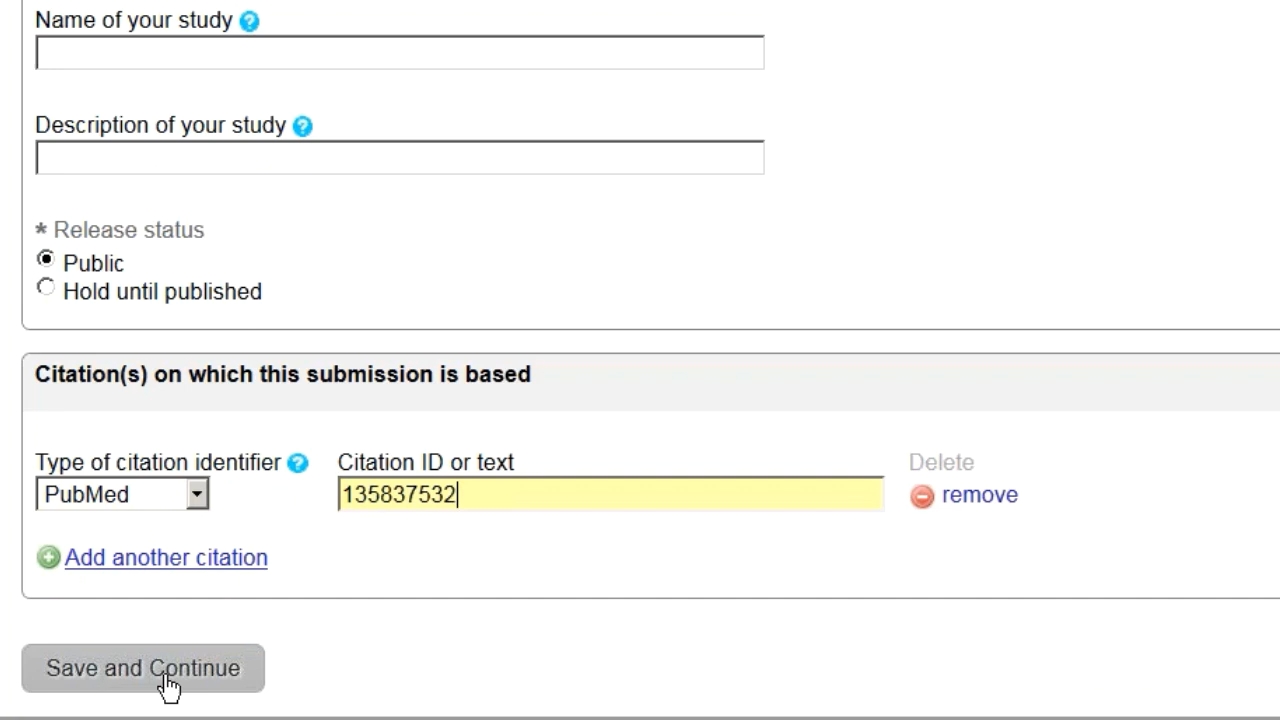 Name of your study ?
Description of your study ?
* Release status
Public
Hold until published
Citation(s) on which this submission is based
Type of citation identifier ? Citation ID or text Delete
PubMed 135837532 remove
Add another citation
Save and Continue